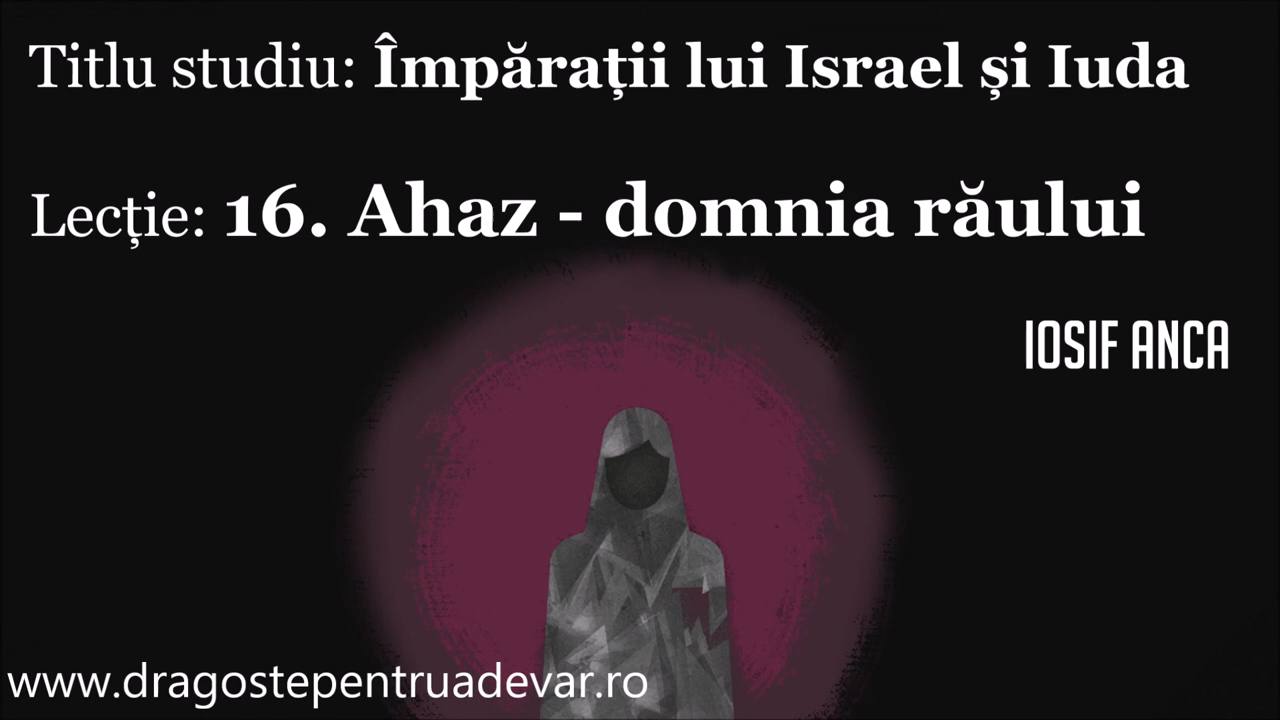 Titlu studiu: Împărații lui Israel și Iuda
Lecție: 16. Ahaz - domnia răului
IOSIF ANCA
www.dragostepentruadevar.ro